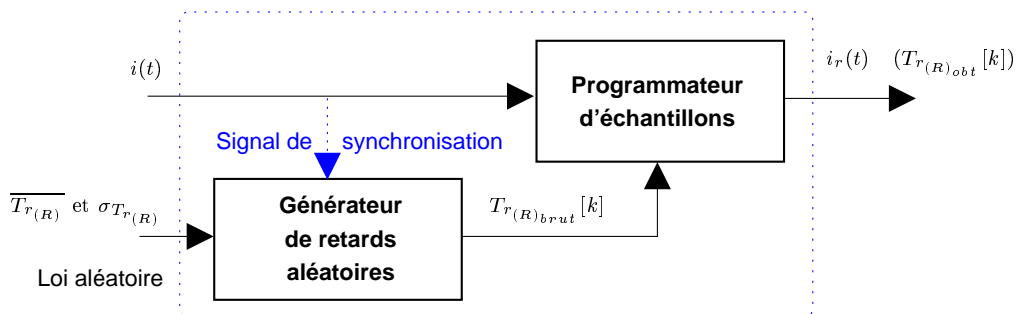 i(t)
Programmateur
d'échantillons
i_r(t) (T_{r_{(R)_{obt}}}[k])
Signal de synchronisation
\overline{T_{r_{(R)}}} et σ_{T_{r_{(R)}}}
Loi aléatoire
Générateur
de retards
aléatoires
T_{r_{(R)_{brut}}}[k]